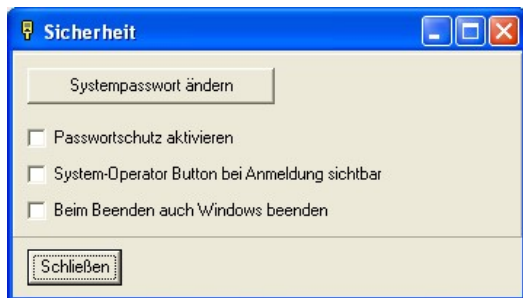 Sicherheit
Systempasswort ändern
Passwortschutz aktivieren
System-Operator Button bei Anmeldung sichtbar
Beim Beenden auch Windows beenden
Schließen